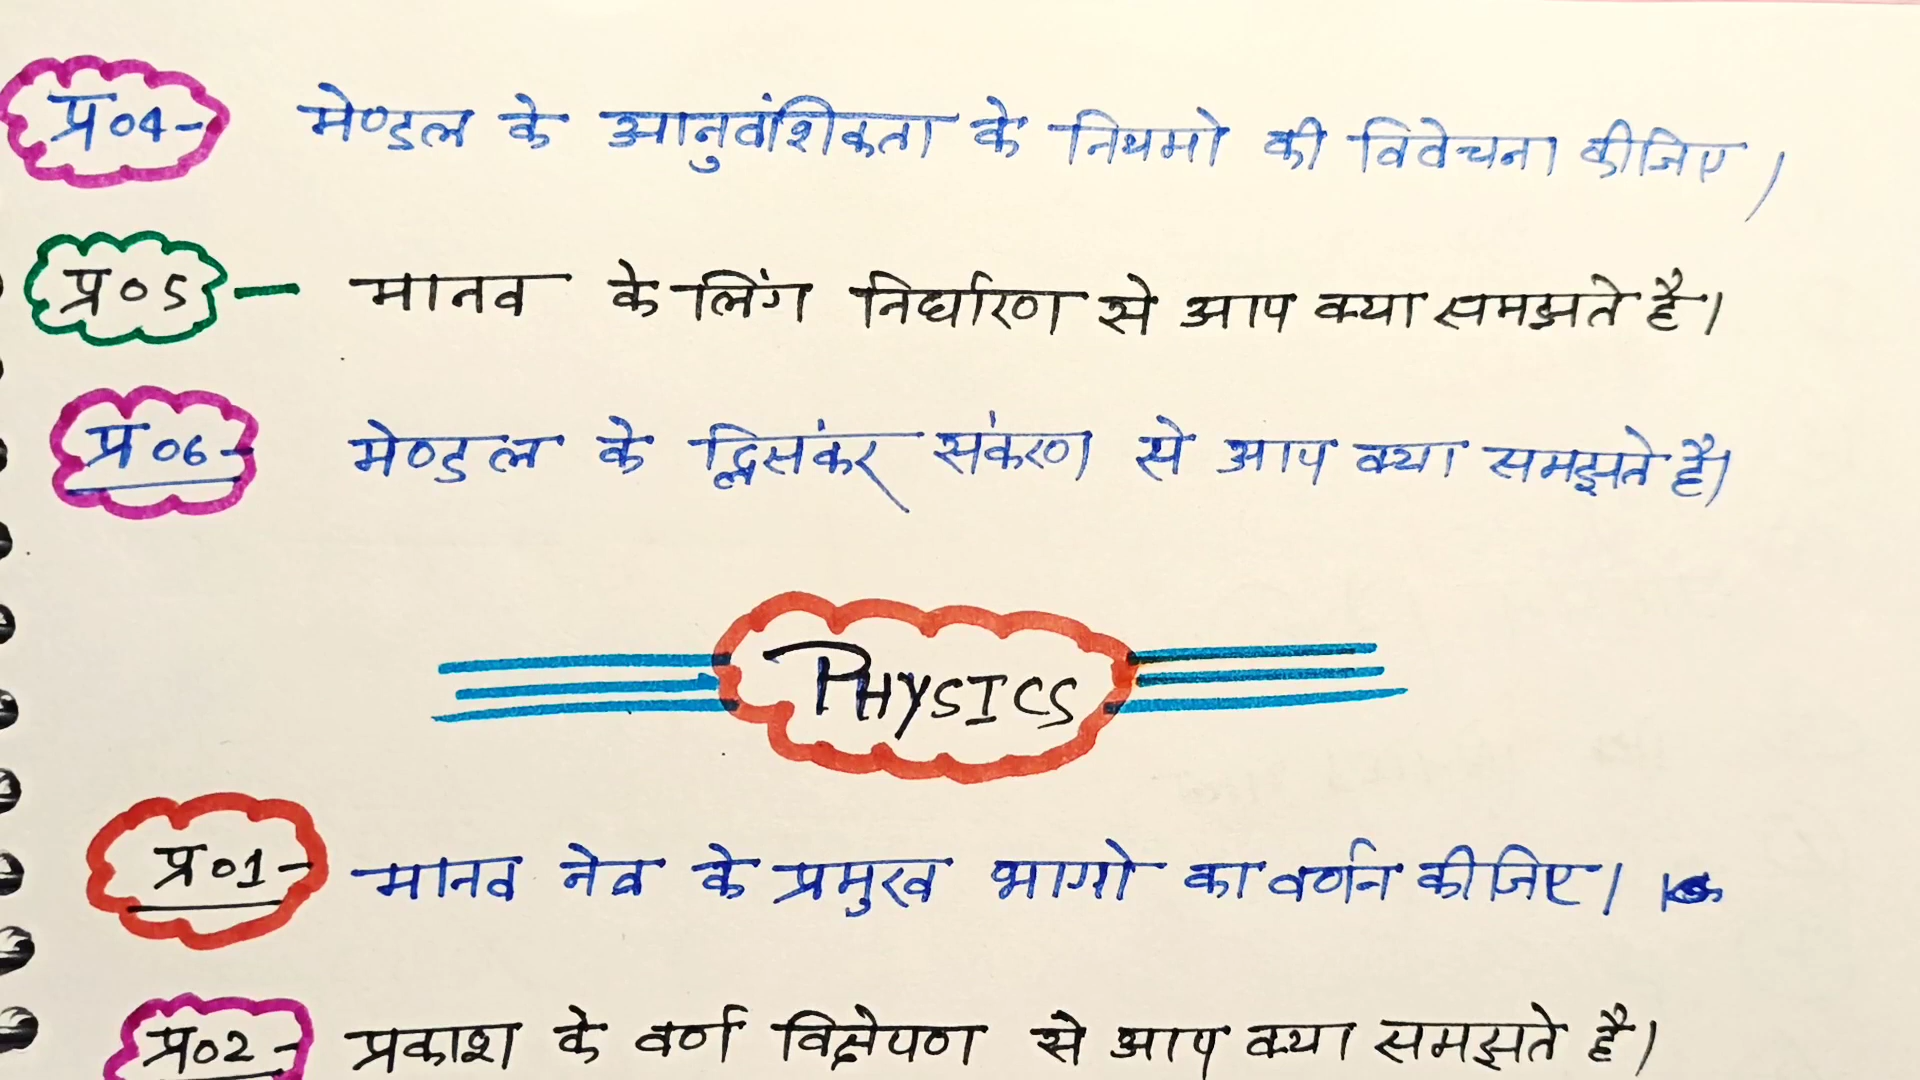 प्र04- मेण्डल के आनुवंशिकता के नियमो की विवेचना कीजिए।
प्र05 - मानव के लिंग निर्घारण से आप क्या समझते है।
प्र06- मेण्डल के द्विसंकर संकरण से आप क्या समझते है।
PHYSICS
प्र01- मानव नेत्र के प्रमुख भागो का वर्णन कीजिए।
प्र02- प्रकाश के वर्ण विक्षेपण से आप क्या समझते है।